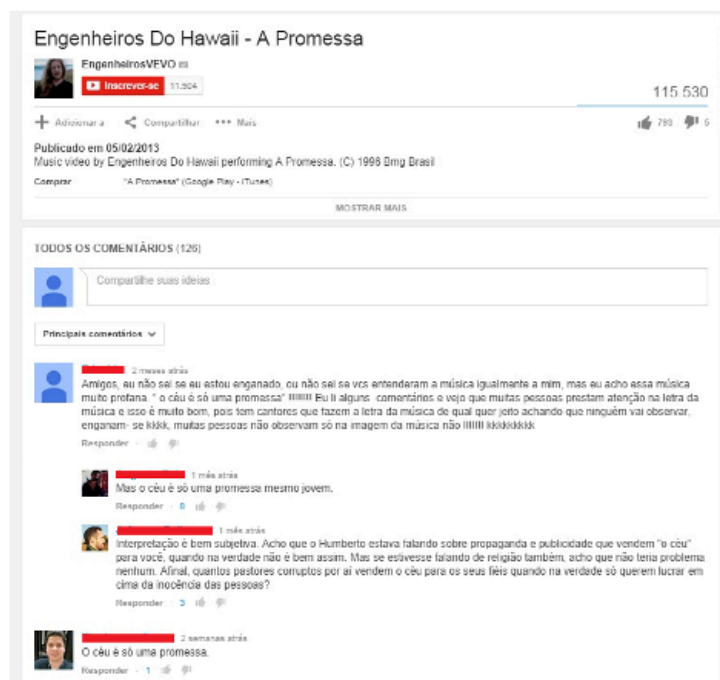 Engenheiros Do Hawaii - A Promessa
EngenheirosVEVO
Inscrever-se 11.904
115.530
Adicionar a Compartilhar Mais 793 6
Publicado em 05/02/2013
Music video by Engenheiros Do Hawaii performing A Promessa. (C) 1996 Bmg Brasil
Comprar "A Promessa" (Google Play - iTunes)
MOSTRAR MAIS
TODOS OS COMENTÁRIOS (126)
Compartilhe suas ideias
Principais comentários
2 meses atrás
Amigos, eu não sei se eu estou enganado, ou não sei se vcs entenderam a música igualmente a mim, mas eu acho essa música
muito profana. " o céu é só uma promessa" !!!!!!! Eu li alguns comentários e vejo que muitas pessoas prestam atenção na letra da
música e isso é muito bom, pois tem cantores que fazem a letra da música de qual quer jeito achando que ninguém vai observar,
enganam- se kkkk, muitas pessoas não observam só na imagem da música não !!!!!!! kkkkkkkkk
Responder
1 mês atrás
Mas o céu é só uma promessa mesmo jovem.
Responder 8
1 mês atrás
Interpretação é bem subjetiva. Acho que o Humberto estava falando sobre propaganda e publicidade que vendem "o céu"
para você, quando na verdade não é bem assim. Mas se estivesse falando de religião também, acho que não teria problema
nenhum. Afinal, quantos pastores corruptos por aí vendem o céu para os seus fiéis quando na verdade só querem lucrar em
cima da inocência das pessoas?
Responder 3
2 semanas atrás
O céu é só uma promessa.
Responder 1